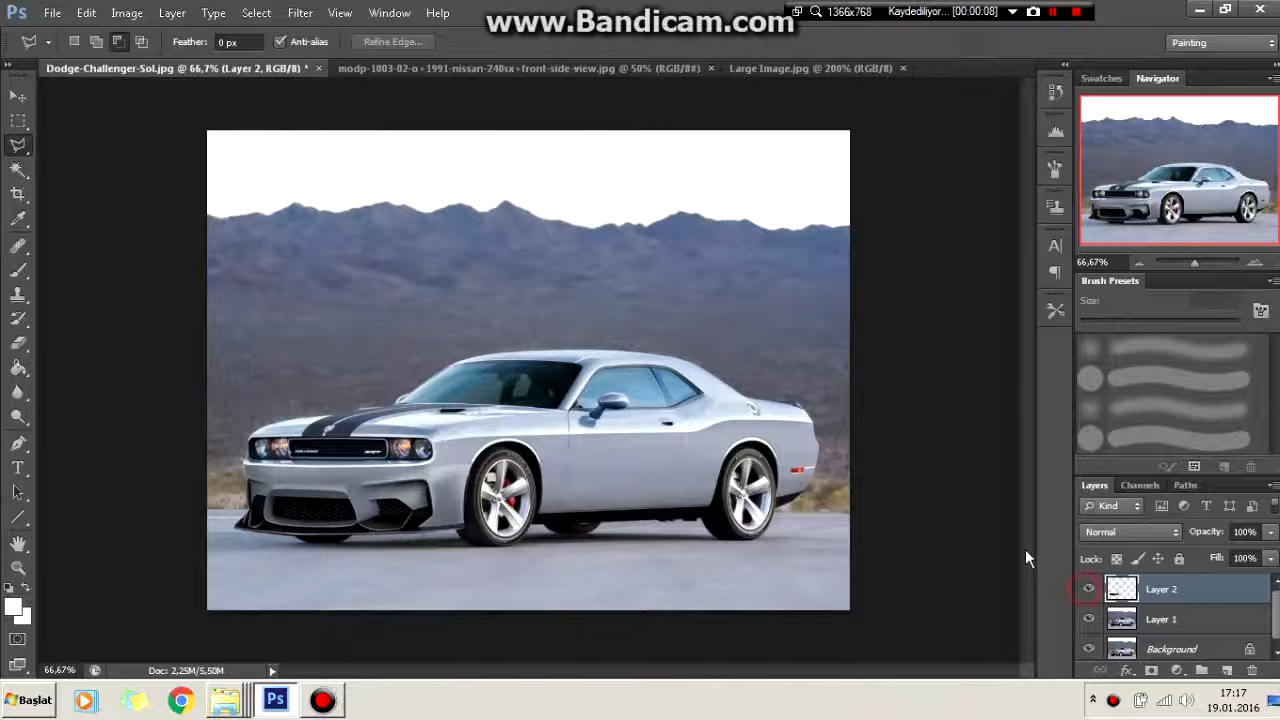 www.Bandicam.com
1366x768 Kaydediliyor... [00:00:08]
Ps File Edit Image Layer Type Select Filter View Window Help
Feather: 0 px Anti-alias Refine Edge... Painting
Dodge-Challenger-Sol.jpg @ 66,7% (Layer 2, RGB/8) * × modp-1003-02-o+1991-nissan-240sx+front-side-view.jpg @ 50% (RGB/8#) × Large Image.jpg @ 200% (RGB/8) ×
Swatches Navigator
66,67%
Brush Presets
Size:
Layers Channels Paths
Kind
Normal Opacity: 100%
Lock: Fill: 100%
Layer 2
Layer 1
Background
66,67% Doc: 2,25M/5,50M
Başlat Ps 17:17
19.01.2016